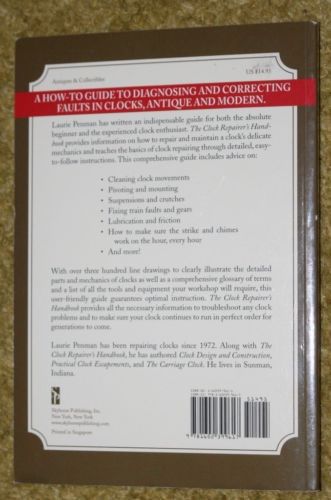 Antiques & Collectibles
US $14.95
A HOW-TO GUIDE TO DIAGNOSING AND CORRECTING
FAULTS IN CLOCKS, ANTIQUE AND MODERN.
Laurie Penman has written an indispensable guide for both the absolute
beginner and the experienced clock enthusiast. The Clock Repairer's Hand-
book provides information on how to repair and maintain a clock's delicate
mechanics and teaches the basics of clock repairing through detailed, easy-
to-follow instructions. This comprehensive guide includes advice on:
• Cleaning clock movements
• Pivoting and mounting
• Suspensions and crutches
• Fixing train faults and gears
• Lubrication and friction
• How to make sure the strike and chimes
work on the hour, every hour
• And more!
With over three hundred line drawings to clearly illustrate the detailed
parts and mechanics of clocks as well as a comprehensive glossary of terms
and a list of all the tools and equipment your workshop will require, this
user-friendly guide guarantees optimal instruction. The Clock Repairer's
Handbook provides all the necessary information to troubleshoot any clock
problems and to make sure your clock continues to run in perfect order for
generations to come.
Laurie Penman has been repairing clocks since 1972. Along with The
Clock Repairer's Handbook, he has authored Clock Design and Construction,
Practical Clock Escapements, and The Carriage Clock. He lives in Sunman,
Indiana.
Skyhorse Publishing, Inc.
New York, New York
www.skyhorsepublishing.com
Printed in Singapore
51495